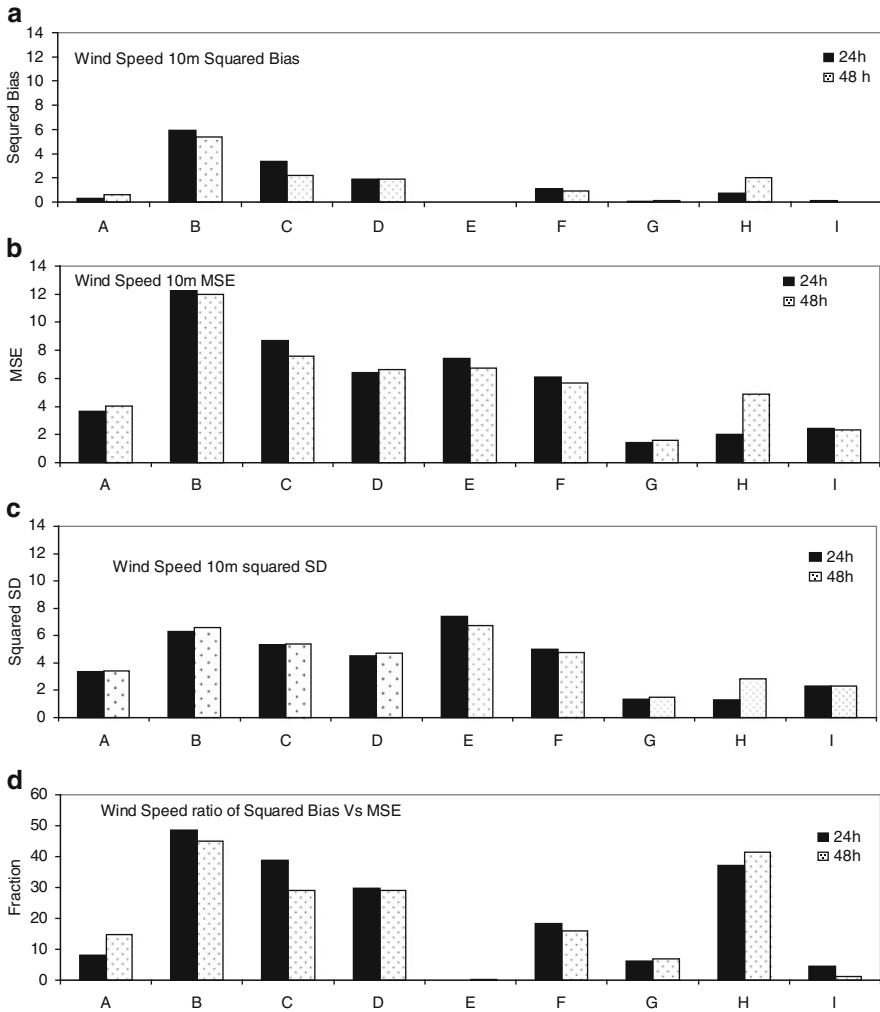 a
14
12
10
8
6
4
2
0
Sequred Bias
Wind Speed 10m Squared Bias
24h
48 h
A B C D E F G H I
b
14
12
10
8
6
4
2
0
MSE
Wind Speed 10m MSE
24h
48h
A B C D E F G H I
c
14
12
10
8
6
4
2
0
Squared SD
Wind Speed 10m squared SD
24h
48h
A B C D E F G H I
d
60
50
40
30
20
10
0
Fraction
Wind Speed ratio of Squared Bias Vs MSE
24h
48h
A B C D E F G H I